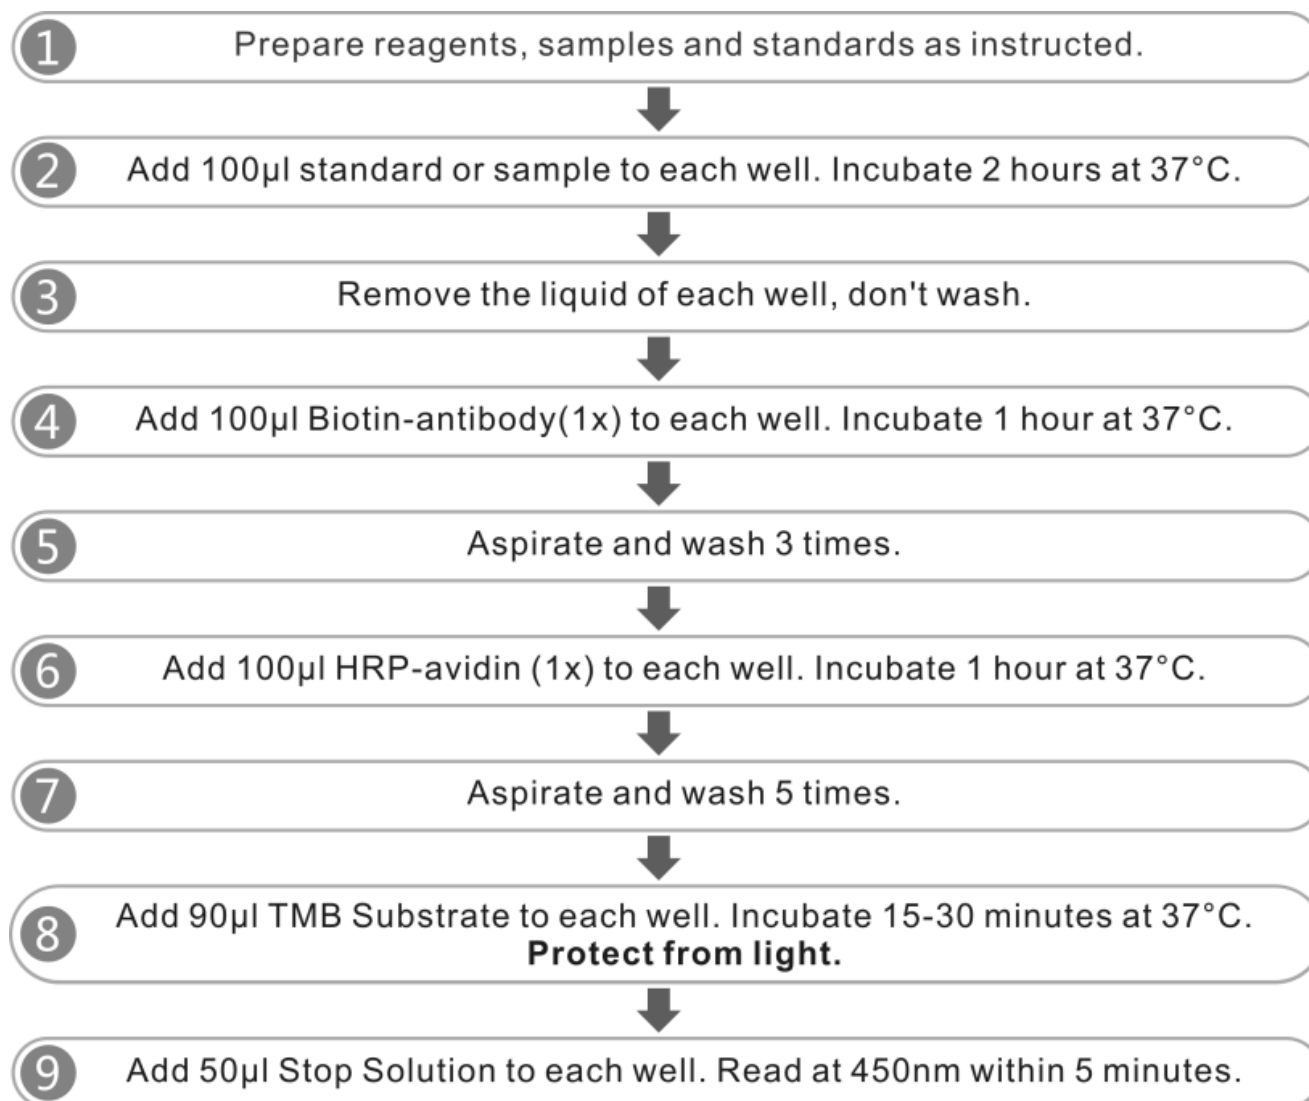 1 Prepare reagents, samples and standards as instructed.
2 Add 100µl standard or sample to each well. Incubate 2 hours at 37°C.
3 Remove the liquid of each well, don't wash.
4 Add 100µl Biotin-antibody(1x) to each well. Incubate 1 hour at 37°C.
5 Aspirate and wash 3 times.
6 Add 100µl HRP-avidin (1x) to each well. Incubate 1 hour at 37°C.
7 Aspirate and wash 5 times.
8 Add 90µl TMB Substrate to each well. Incubate 15-30 minutes at 37°C.
Protect from light.
9 Add 50µl Stop Solution to each well. Read at 450nm within 5 minutes.